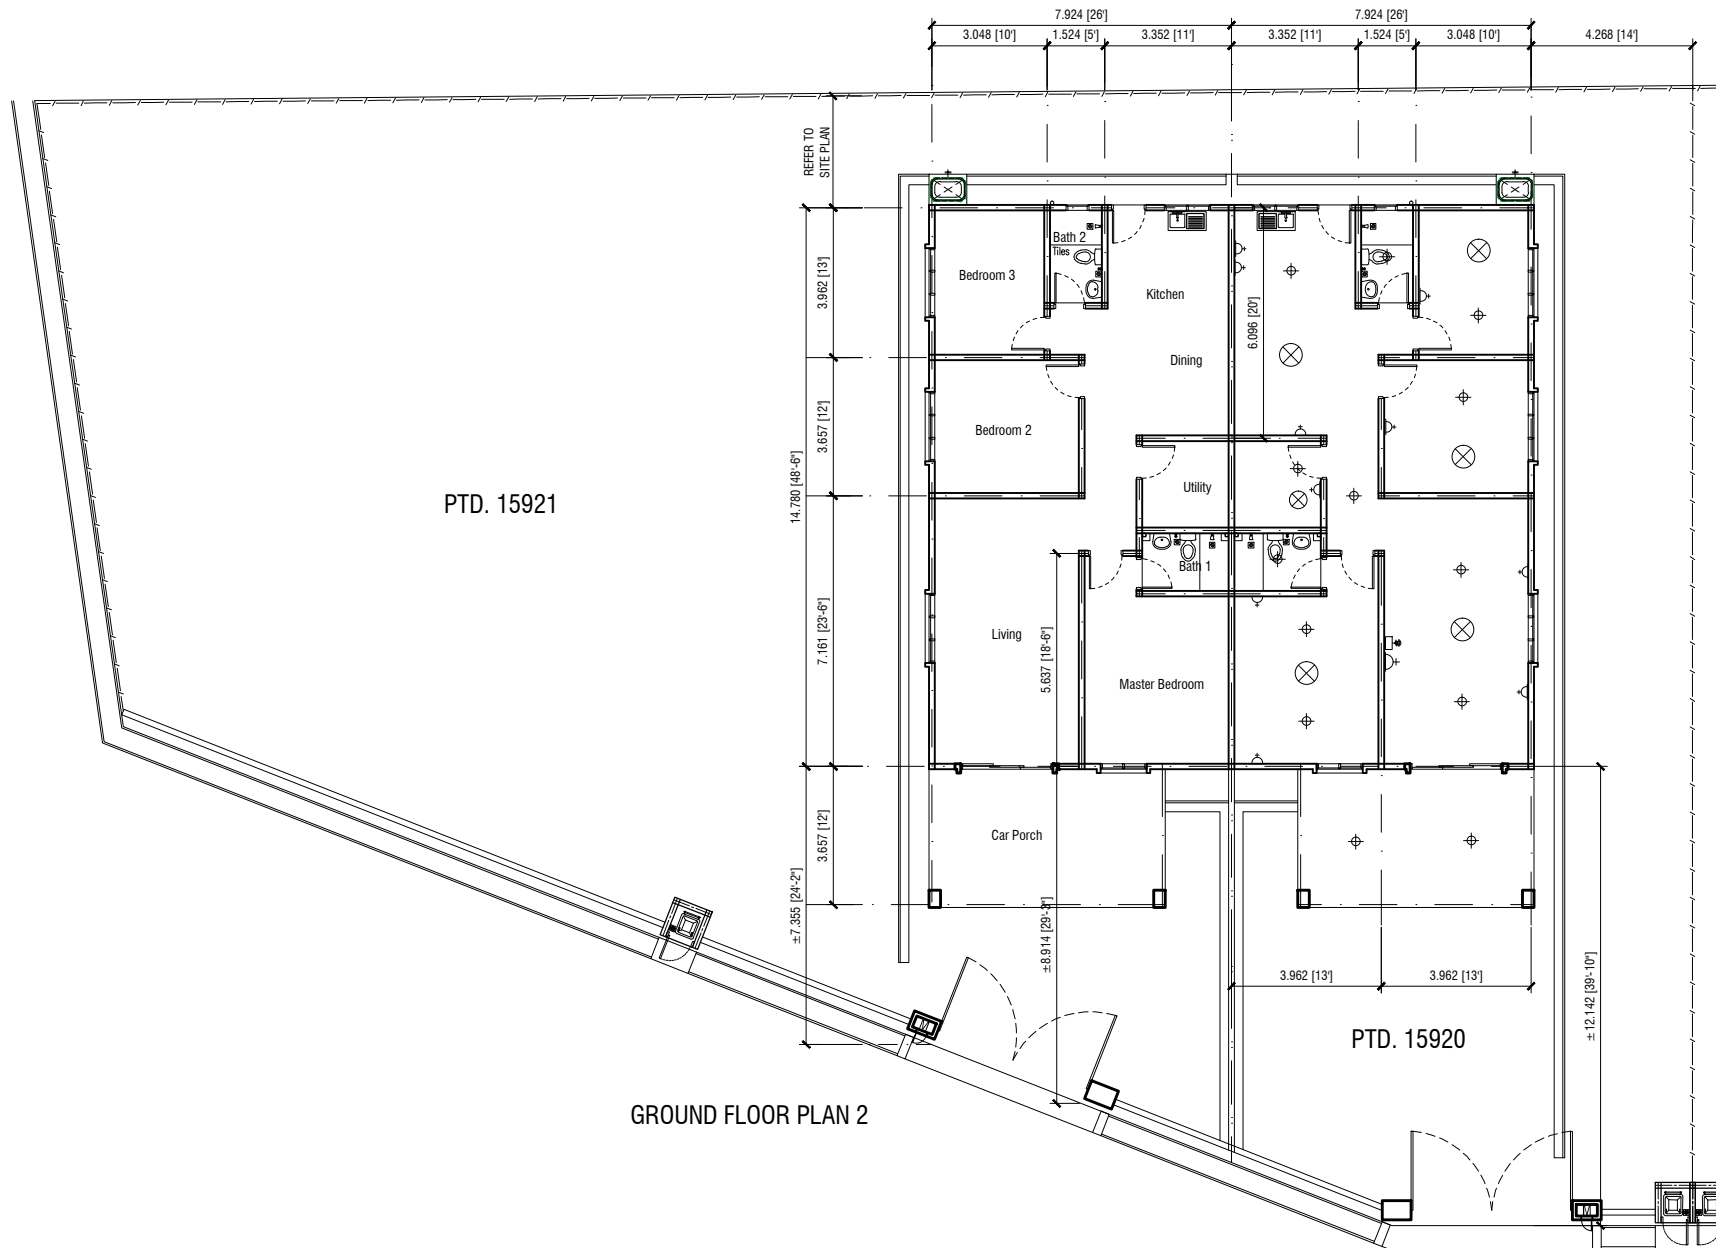 7.924 [26']
7.924 [26']
3.048 [10']
1.524 [5']
3.352 [11']
3.352 [11']
1.524 [5']
3.048 [10']
4.268 [14']
REFER TO
SITE PLAN
Bath 2
Tiles
Bedroom 3
Kitchen
3.962 [13']
6.096 [20']
Dining
3.657 [12']
Bedroom 2
14.780 [48'-6"]
Utility
PTD. 15921
Bath 1
7.161 [23'-6"]
Living
5.637 [18'-6"]
Master Bedroom
3.657 [12']
Car Porch
±7.355 [24'-2"]
±8.914 [29'-3"]
3.962 [13']
3.962 [13']
±12.142 [39'-10"]
PTD. 15920
GROUND FLOOR PLAN 2